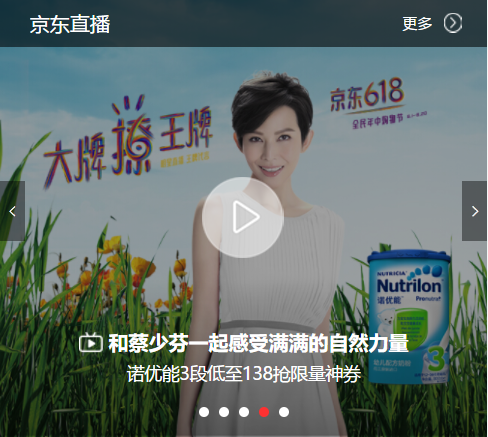 京东直播
更多
京东618
全民年中购物节
大牌撩王牌
NUTRICIA
Nutrilon
诺优能
Pronutra
3
和蔡少芬一起感受满满的自然力量
诺优能3段低至138抢限量神券